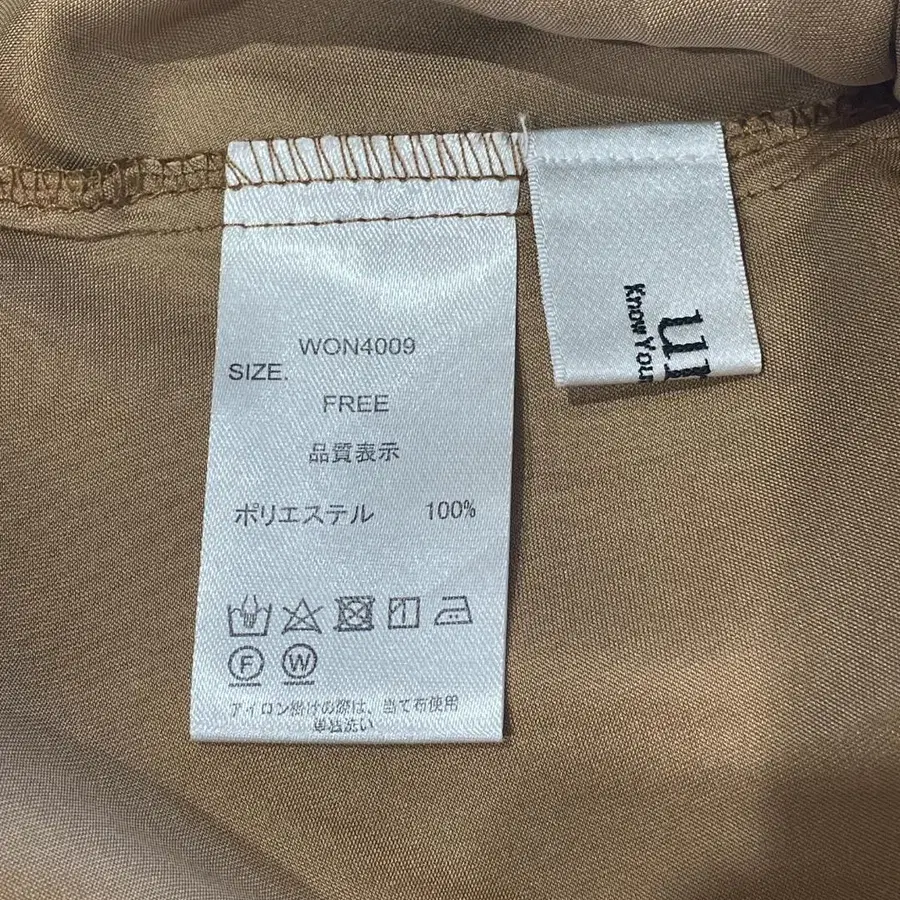 WON4009
SIZE.
FREE
品質表示
ポリエステル 100%
F W
アイロン掛けの際は、当て布使用
単独洗い
Know Your